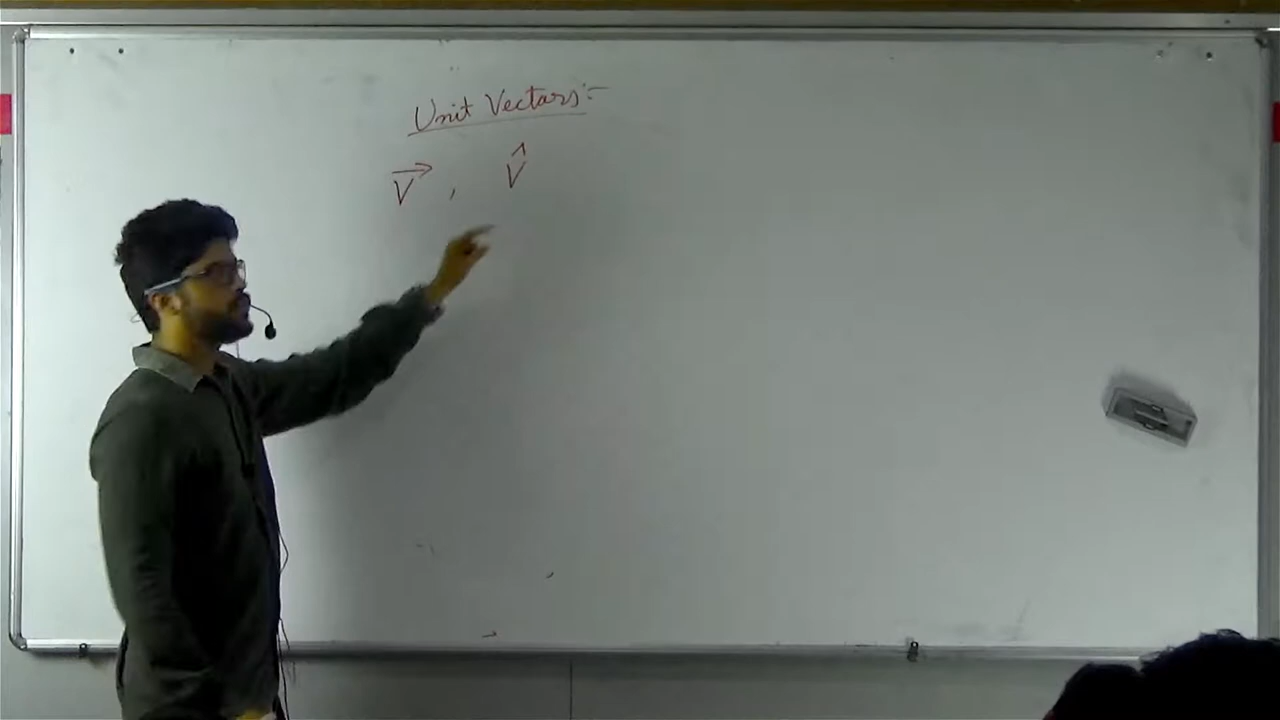 Unit Vectors:-
V⃗ , V̂